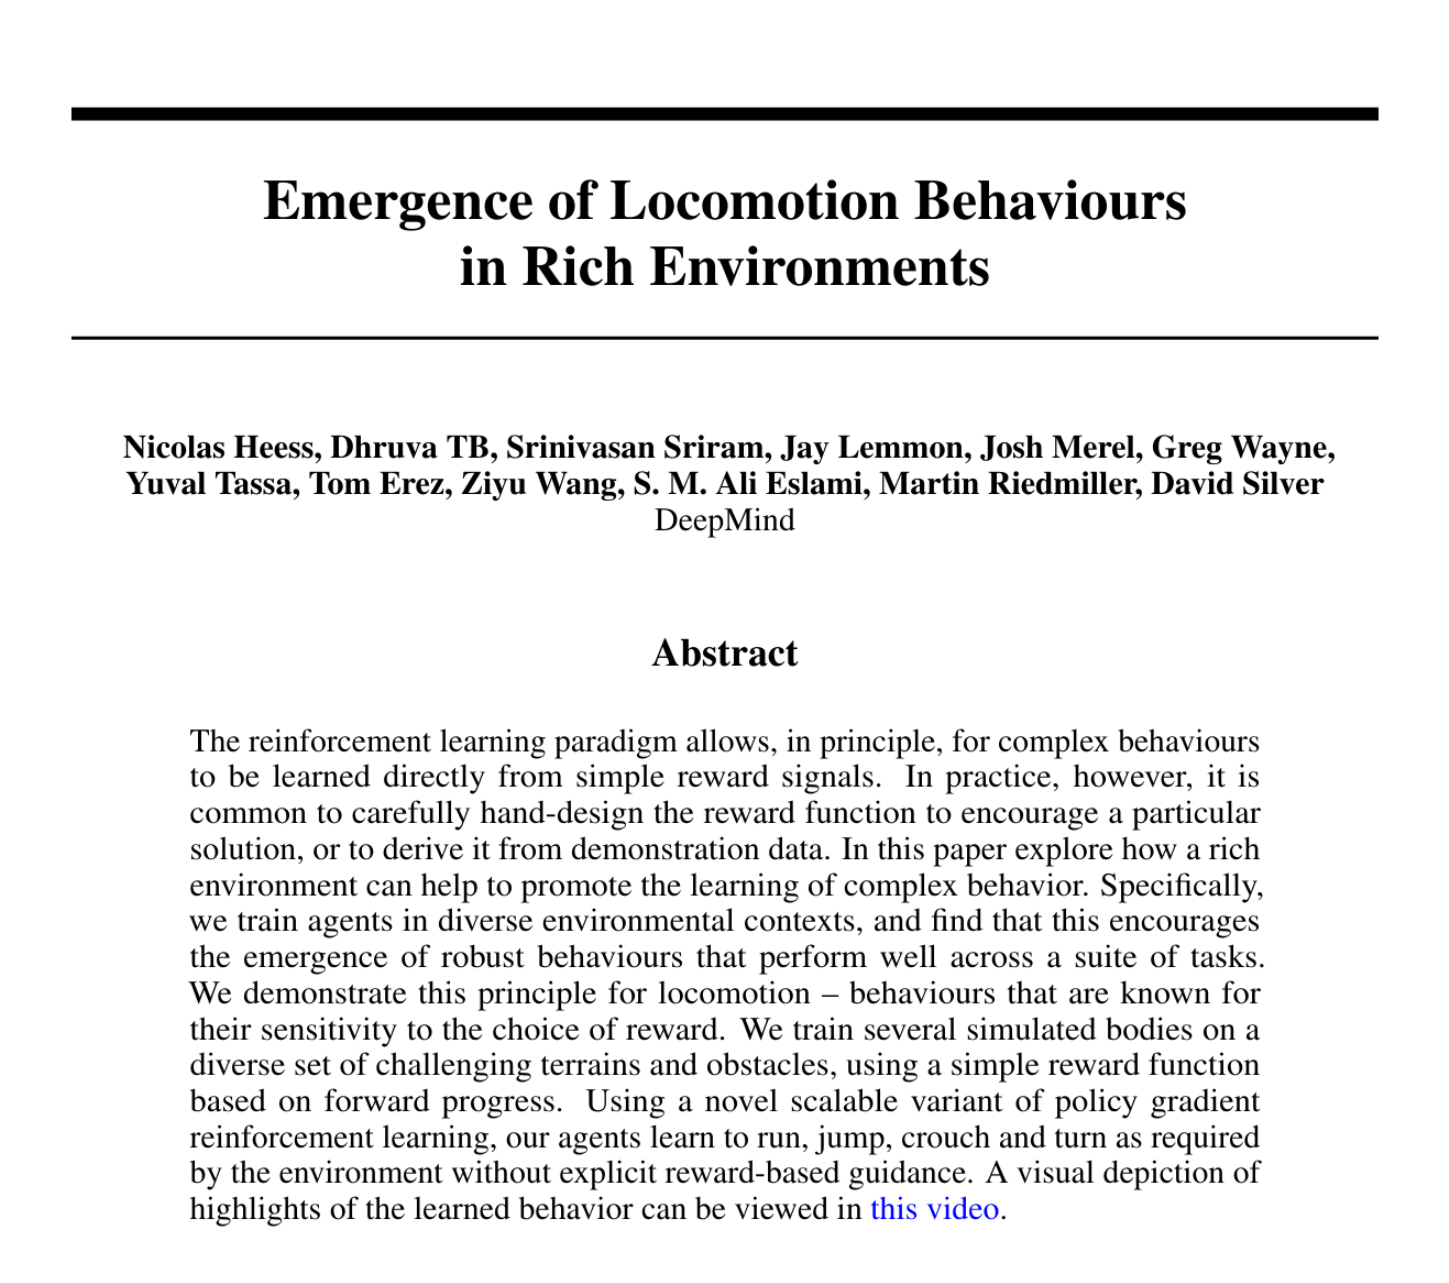 Emergence of Locomotion Behaviours
in Rich Environments
Nicolas Heess, Dhruva TB, Srinivasan Sriram, Jay Lemmon, Josh Merel, Greg Wayne,
Yuval Tassa, Tom Erez, Ziyu Wang, S. M. Ali Eslami, Martin Riedmiller, David Silver
DeepMind
Abstract
The reinforcement learning paradigm allows, in principle, for complex behaviours
to be learned directly from simple reward signals. In practice, however, it is
common to carefully hand-design the reward function to encourage a particular
solution, or to derive it from demonstration data. In this paper explore how a rich
environment can help to promote the learning of complex behavior. Specifically,
we train agents in diverse environmental contexts, and find that this encourages
the emergence of robust behaviours that perform well across a suite of tasks.
We demonstrate this principle for locomotion – behaviours that are known for
their sensitivity to the choice of reward. We train several simulated bodies on a
diverse set of challenging terrains and obstacles, using a simple reward function
based on forward progress. Using a novel scalable variant of policy gradient
reinforcement learning, our agents learn to run, jump, crouch and turn as required
by the environment without explicit reward-based guidance. A visual depiction of
highlights of the learned behavior can be viewed in this video.